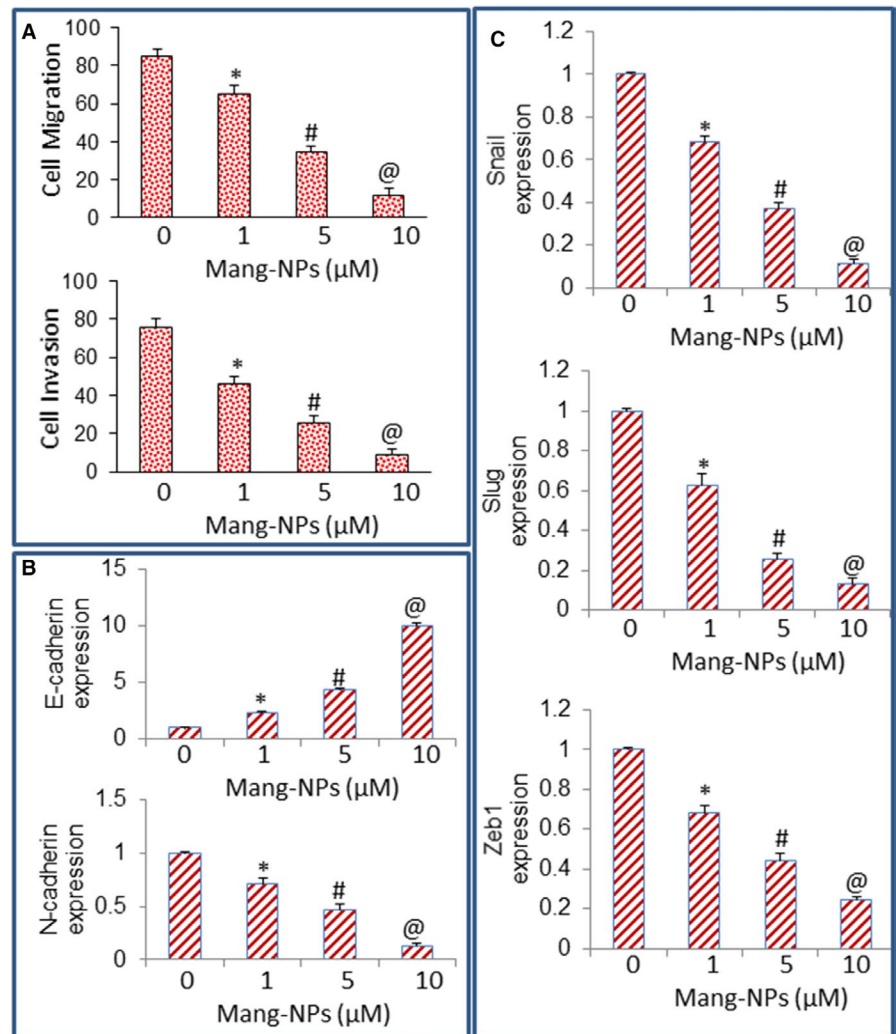 A
Cell Migration
100
80
60
40
20
0
*
#
@
0 1 5 10
Mang-NPs (µM)
Cell Invasion
100
80
60
40
20
0
*
#
@
0 1 5 10
Mang-NPs (µM)
B
E-cadherin
expression
15
10
5
0
*
#
@
0 1 5 10
Mang-NPs (µM)
N-cadherin
expression
1.5
1
0.5
0
*
#
@
0 1 5 10
Mang-NPs (µM)
C
Snail
expression
1.2
1
0.8
0.6
0.4
0.2
0
*
#
@
0 1 5 10
Mang-NPs (µM)
Slug
expression
1.2
1
0.8
0.6
0.4
0.2
0
*
#
@
0 1 5 10
Mang-NPs (µM)
Zeb1
expression
1.2
1
0.8
0.6
0.4
0.2
0
*
#
@
0 1 5 10
Mang-NPs (µM)